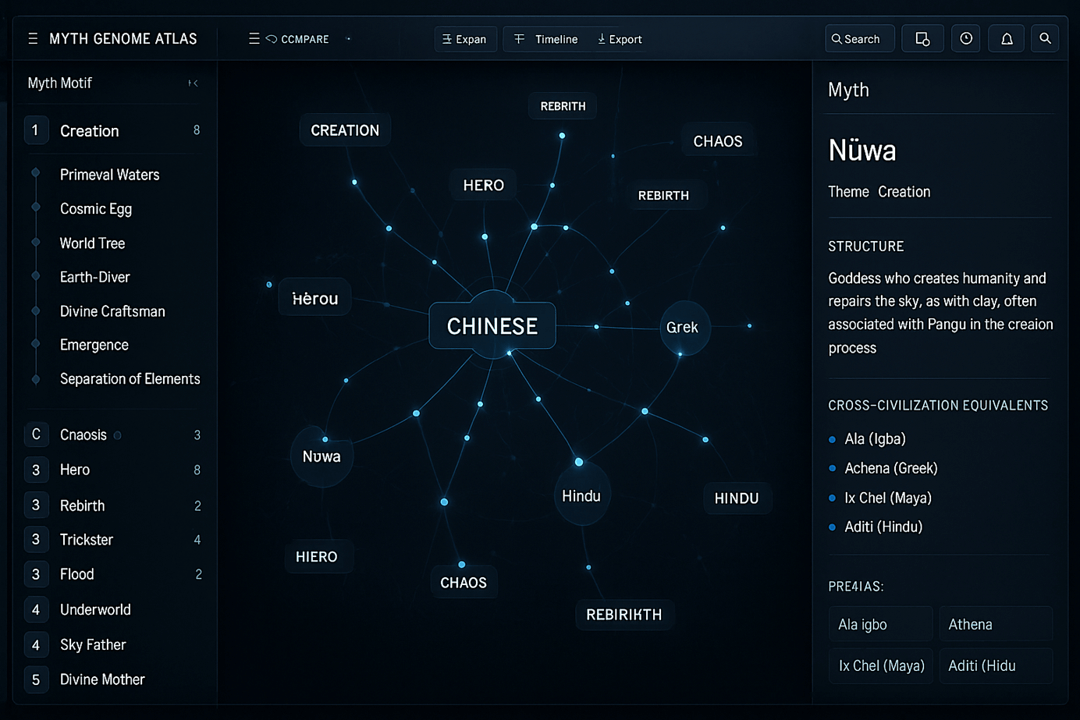 MYTH GENOME ATLAS
CCMPARE
Expan
Timeline
Export
Search
Myth Motif
1 Creation 8
Primeval Waters
Cosmic Egg
World Tree
Earth-Diver
Divine Craftsman
Emergence
Separation of Elements
C Cnaosis 3
3 Hero 8
3 Rebirth 2
3 Trickster 4
3 Flood 2
4 Underworld
4 Sky Father
5 Divine Mother
REBRITH
CREATION
CHAOS
HERO
REBIRTH
Hèrou
CHINESE
Grek
Nuwa
Hindu
HINDU
HIERO
CHAOS
REBIRIKTH
Myth
Nüwa
Theme Creation
STRUCTURE
Goddess who creates humanity and
repairs the sky, as with clay, often
associated with Pangu in the creaion
process
CROSS-CIVILIZATION EQUIVALENTS
Ala (Igba)
Achena (Greek)
Ix Chel (Maya)
Aditi (Hindu)
PRE4IAS:
Ala igbo
Athena
Ix Chel (Maya)
Aditi (Hidu